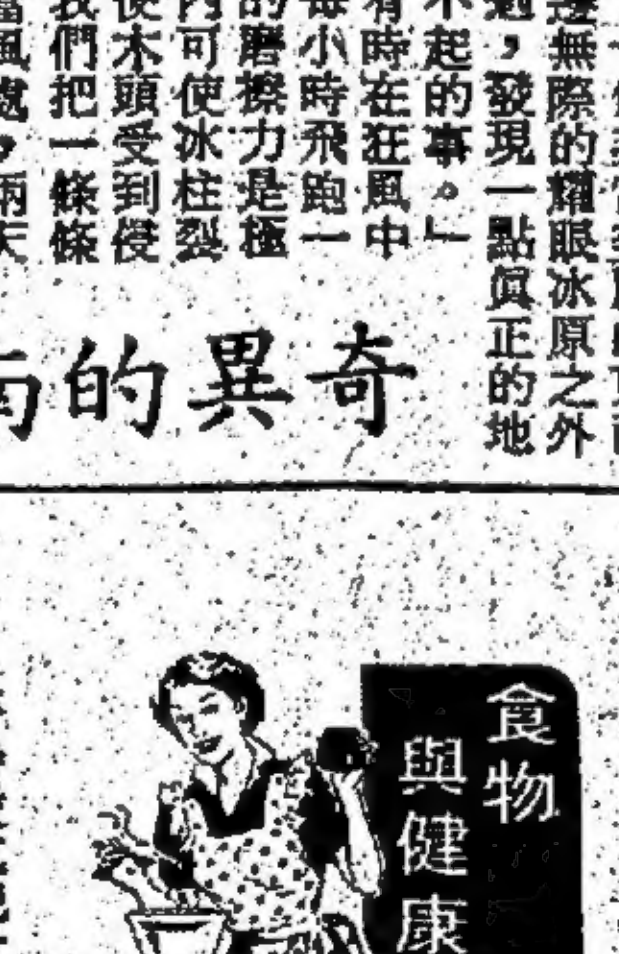 邊無際的耀眼冰原之外
,發現一點眞正的地
不起的事。」
有時在狂風中
每小時飛跑一
的磨擦力是極
內可使冰柱裂
使木頭受到侵
我們把一條條
風處,兩天
奇異的
食物
與健康